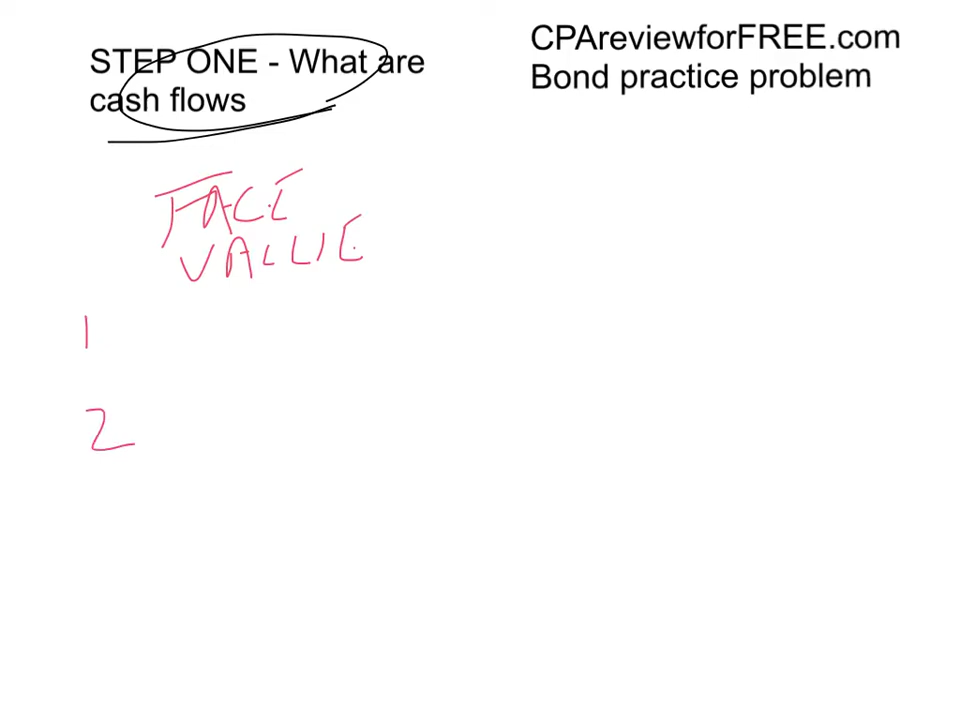 STEP ONE - What are
cash flows
CPAreviewforFREE.com
Bond practice problem
FACE
VALUE
1
2